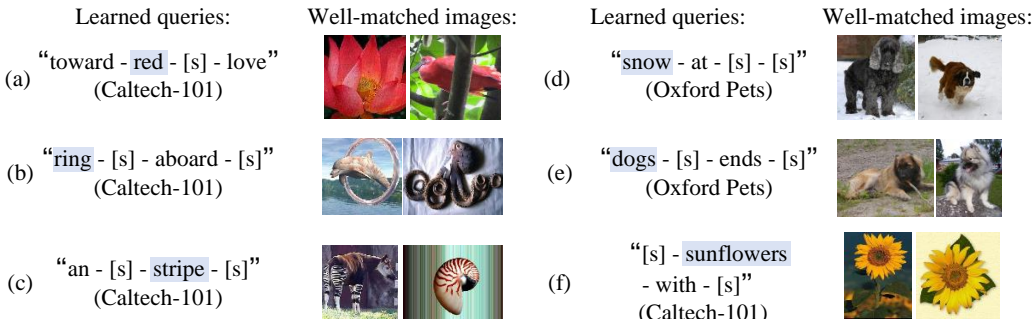 Learned queries:
Well-matched images:
(a)
“toward - red - [s] - love”
(Caltech-101)
(b)
“ring - [s] - aboard - [s]”
(Caltech-101)
(c)
“an - [s] - stripe - [s]”
(Caltech-101)
Learned queries:
Well-matched images:
(d)
“snow - at - [s] - [s]”
(Oxford Pets)
(e)
“dogs - [s] - ends - [s]”
(Oxford Pets)
(f)
“[s] - sunflowers
- with - [s]”
(Caltech-101)